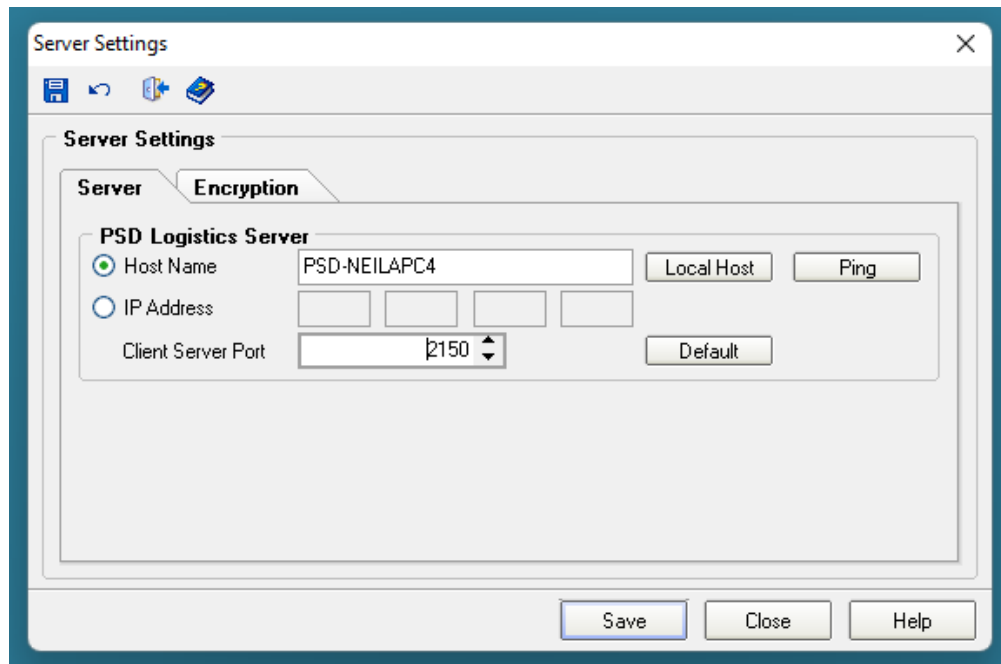 Server Settings
Server Settings
Server Encryption
PSD Logistics Server
Host Name PSD-NEILAPC4 Local Host Ping
IP Address
Client Server Port 2150 Default
Save Close Help